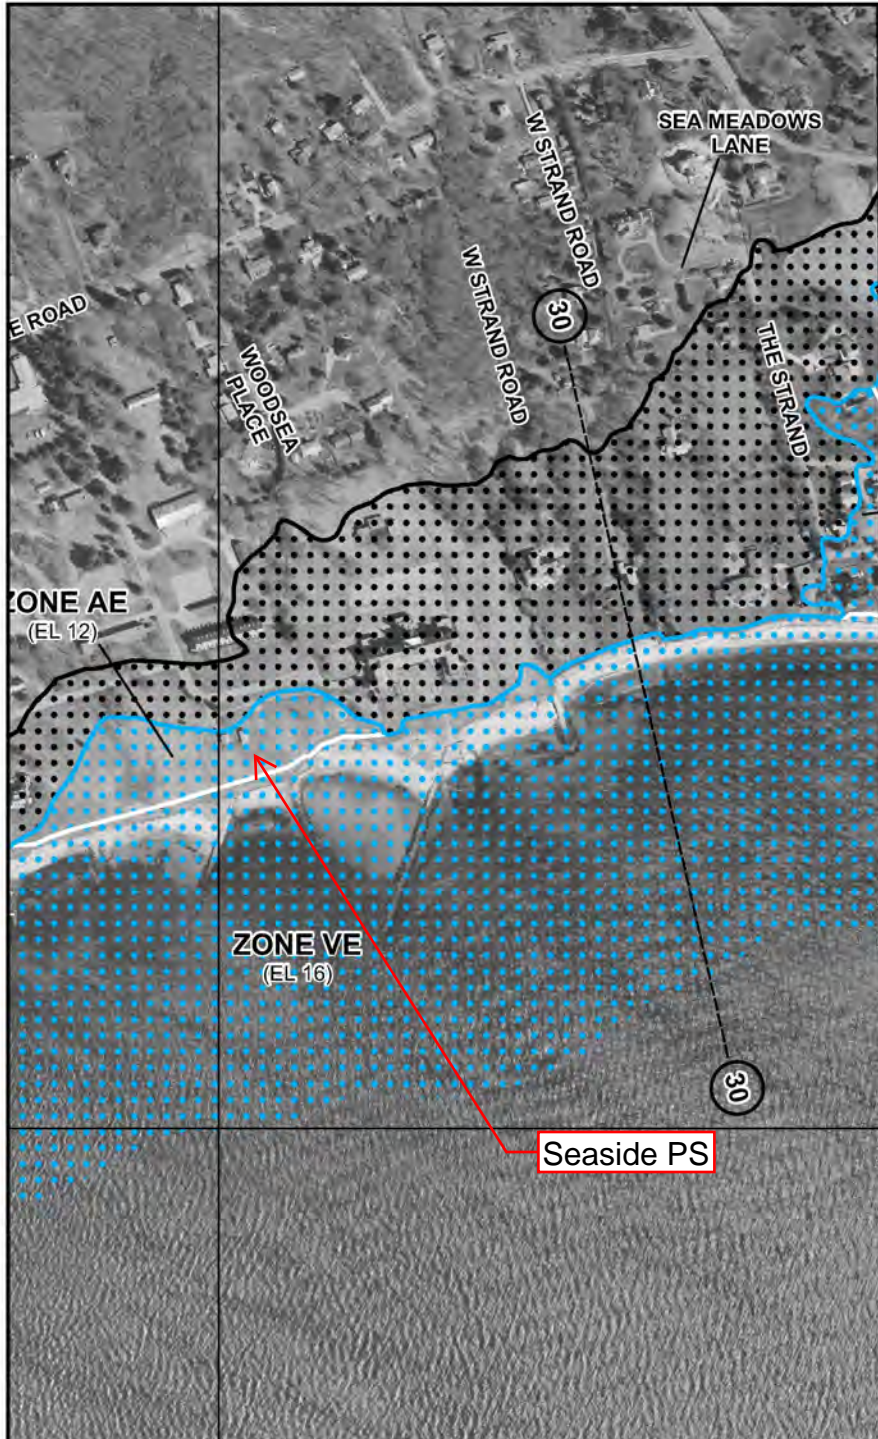 SEA MEADOWS
LANE
W STRAND ROAD
W STRAND ROAD
30
E ROAD
WOODSEA
PLACE
THE STRAND
ZONE AE
(EL 12)
ZONE VE
(EL 16)
30
Seaside PS